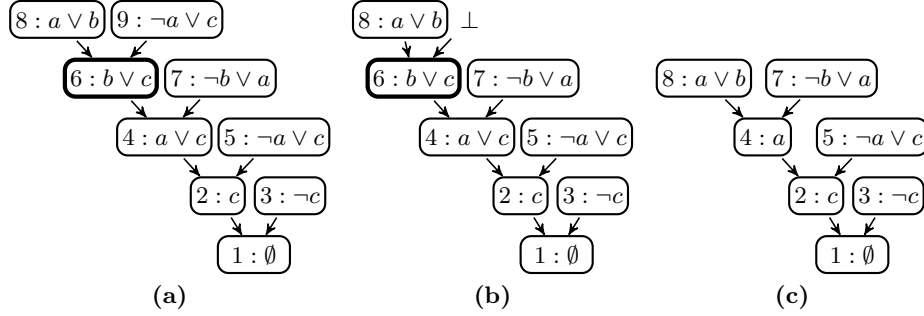 8 : a ∨ b 9 : ¬a ∨ c
6 : b ∨ c 7 : ¬b ∨ a
4 : a ∨ c 5 : ¬a ∨ c
2 : c 3 : ¬c
1 : ∅
(a)
8 : a ∨ b ⊥
6 : b ∨ c 7 : ¬b ∨ a
4 : a ∨ c 5 : ¬a ∨ c
2 : c 3 : ¬c
1 : ∅
(b)
8 : a ∨ b 7 : ¬b ∨ a
4 : a 5 : ¬a ∨ c
2 : c 3 : ¬c
1 : ∅
(c)